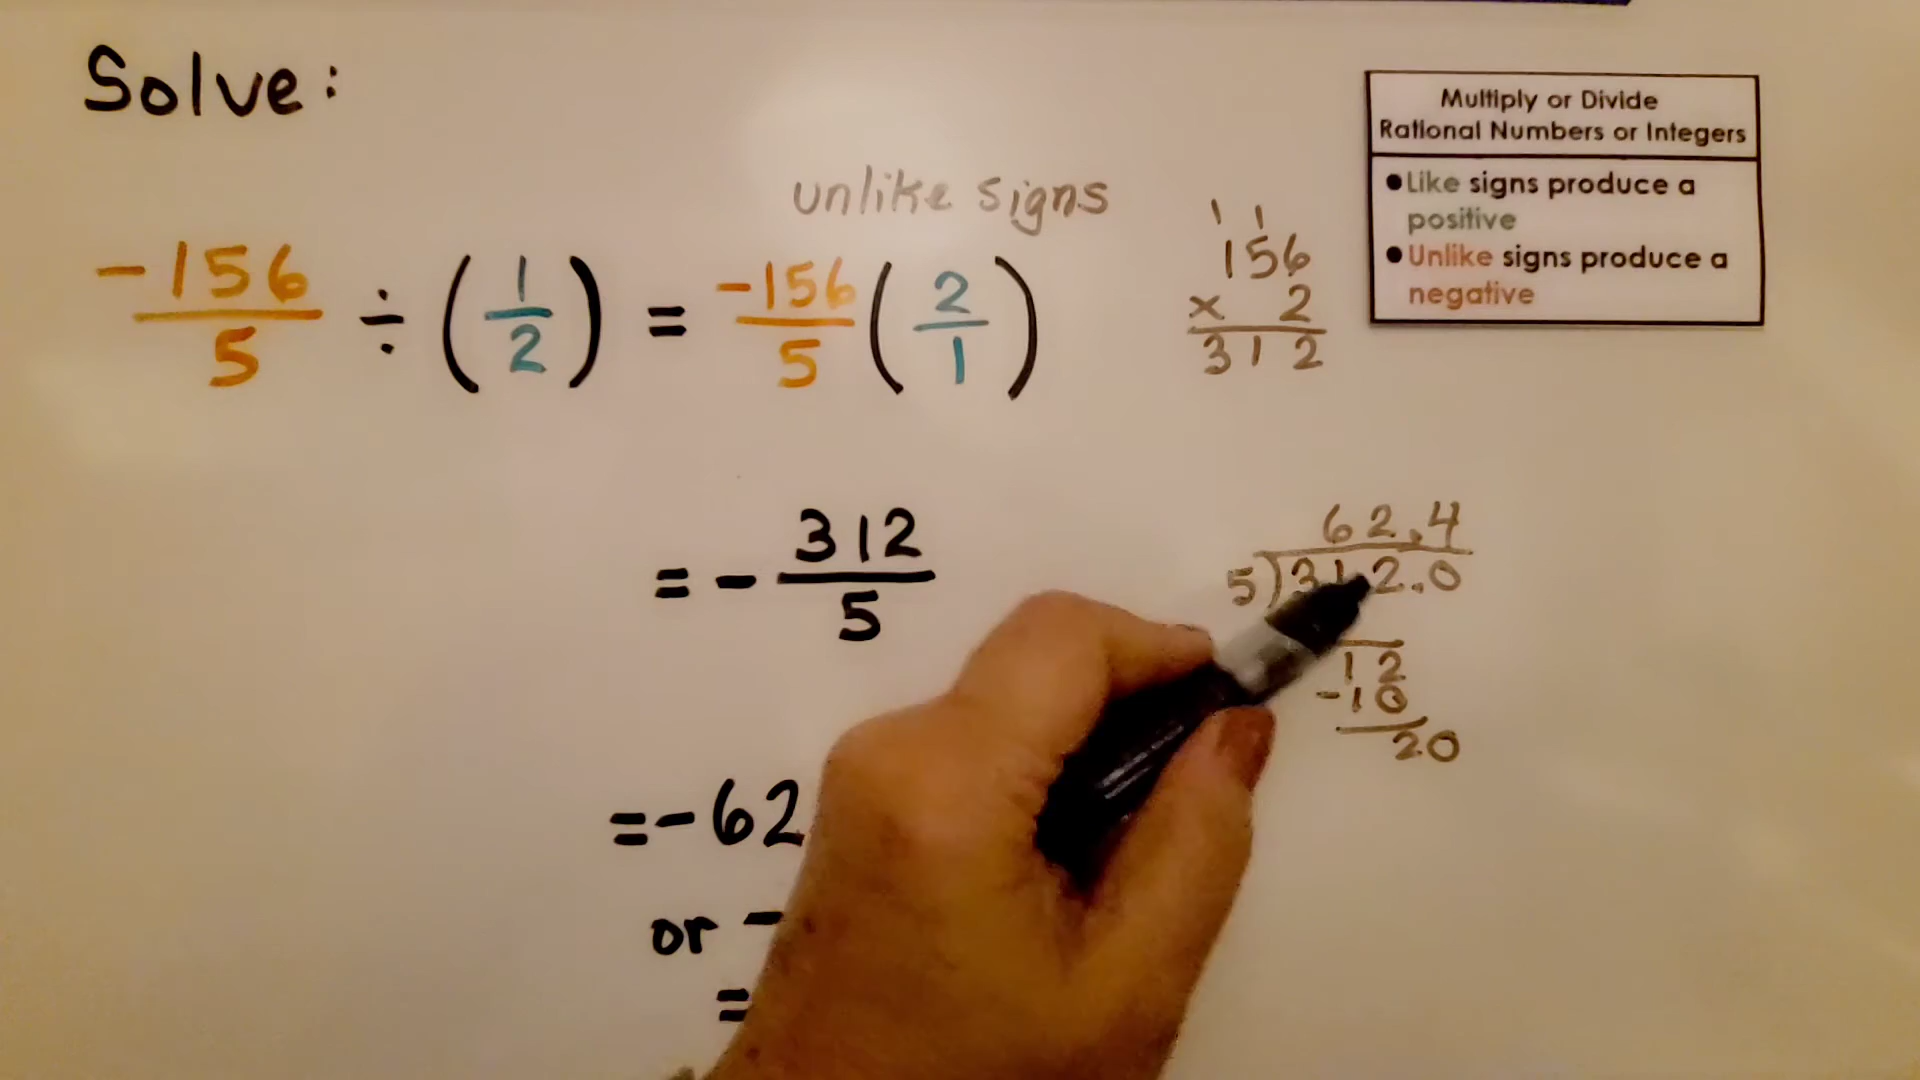 Solve:
Multiply or Divide
Rational Numbers or Integers
●Like signs produce a
positive
●Unlike signs produce a
negative
unlike signs
-156/5 ÷ (1/2) = -156/5 (2/1)
1 1
156
x 2
312
= - 312/5
62.4
5)312.0
12
-10
20
=-62
or -
=